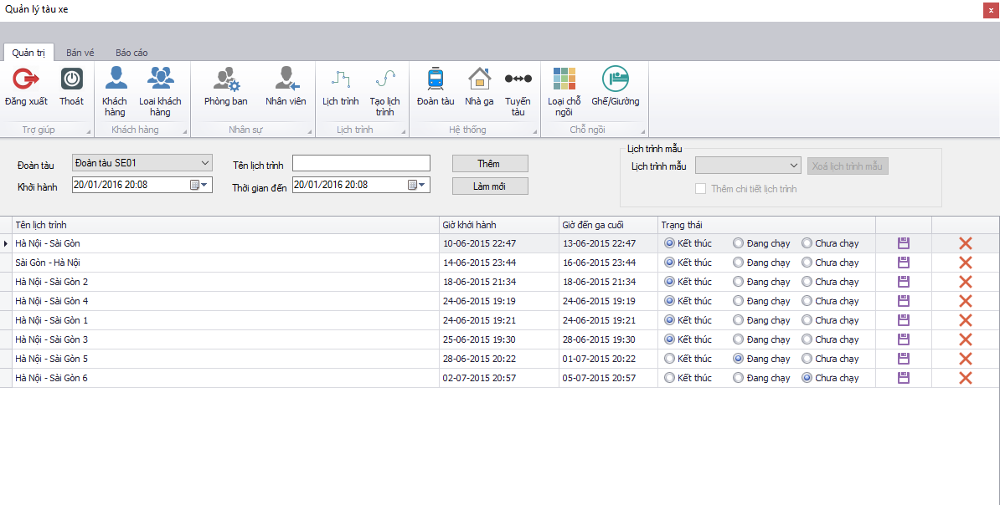 Quản lý tàu xe
x
Quản trị Bán vé Báo cáo
Đăng xuất Thoát Khách hàng Loai khách hàng Phòng ban Nhân viên Lịch trình Tạo lịch trình Đoàn tàu Nhà ga Tuyến tàu Loại chỗ ngồi Ghế/Giường
Trợ giúp Khách hàng Nhân sự Lịch trình Hệ thống Chỗ ngồi
Lịch trình mẫu
Đoàn tàu Đoàn tàu SE01 Tên lịch trình Thêm Lịch trình mẫu Xoá lịch trình mẫu
Khởi hành 20/01/2016 20:08 Thời gian đến 20/01/2016 20:08 Làm mới Thêm chi tiết lịch trình
Tên lịch trình Giờ khởi hành Giờ đến ga cuối Trạng thái
Hà Nội - Sài Gòn 10-06-2015 22:47 13-06-2015 22:47 Kết thúc Đang chạy Chưa chạy
Sài Gòn - Hà Nội 14-06-2015 23:44 16-06-2015 23:44 Kết thúc Đang chạy Chưa chạy
Hà Nội - Sài Gòn 2 18-06-2015 21:34 18-06-2015 21:34 Kết thúc Đang chạy Chưa chạy
Hà Nội - Sài Gòn 4 24-06-2015 19:19 24-06-2015 19:19 Kết thúc Đang chạy Chưa chạy
Hà Nội - Sài Gòn 1 24-06-2015 19:21 24-06-2015 19:21 Kết thúc Đang chạy Chưa chạy
Hà Nội - Sài Gòn 3 25-06-2015 19:30 28-06-2015 19:30 Kết thúc Đang chạy Chưa chạy
Hà Nội - Sài Gòn 5 28-06-2015 20:22 01-07-2015 20:22 Kết thúc Đang chạy Chưa chạy
Hà Nội - Sài Gòn 6 02-07-2015 20:57 05-07-2015 20:57 Kết thúc Đang chạy Chưa chạy